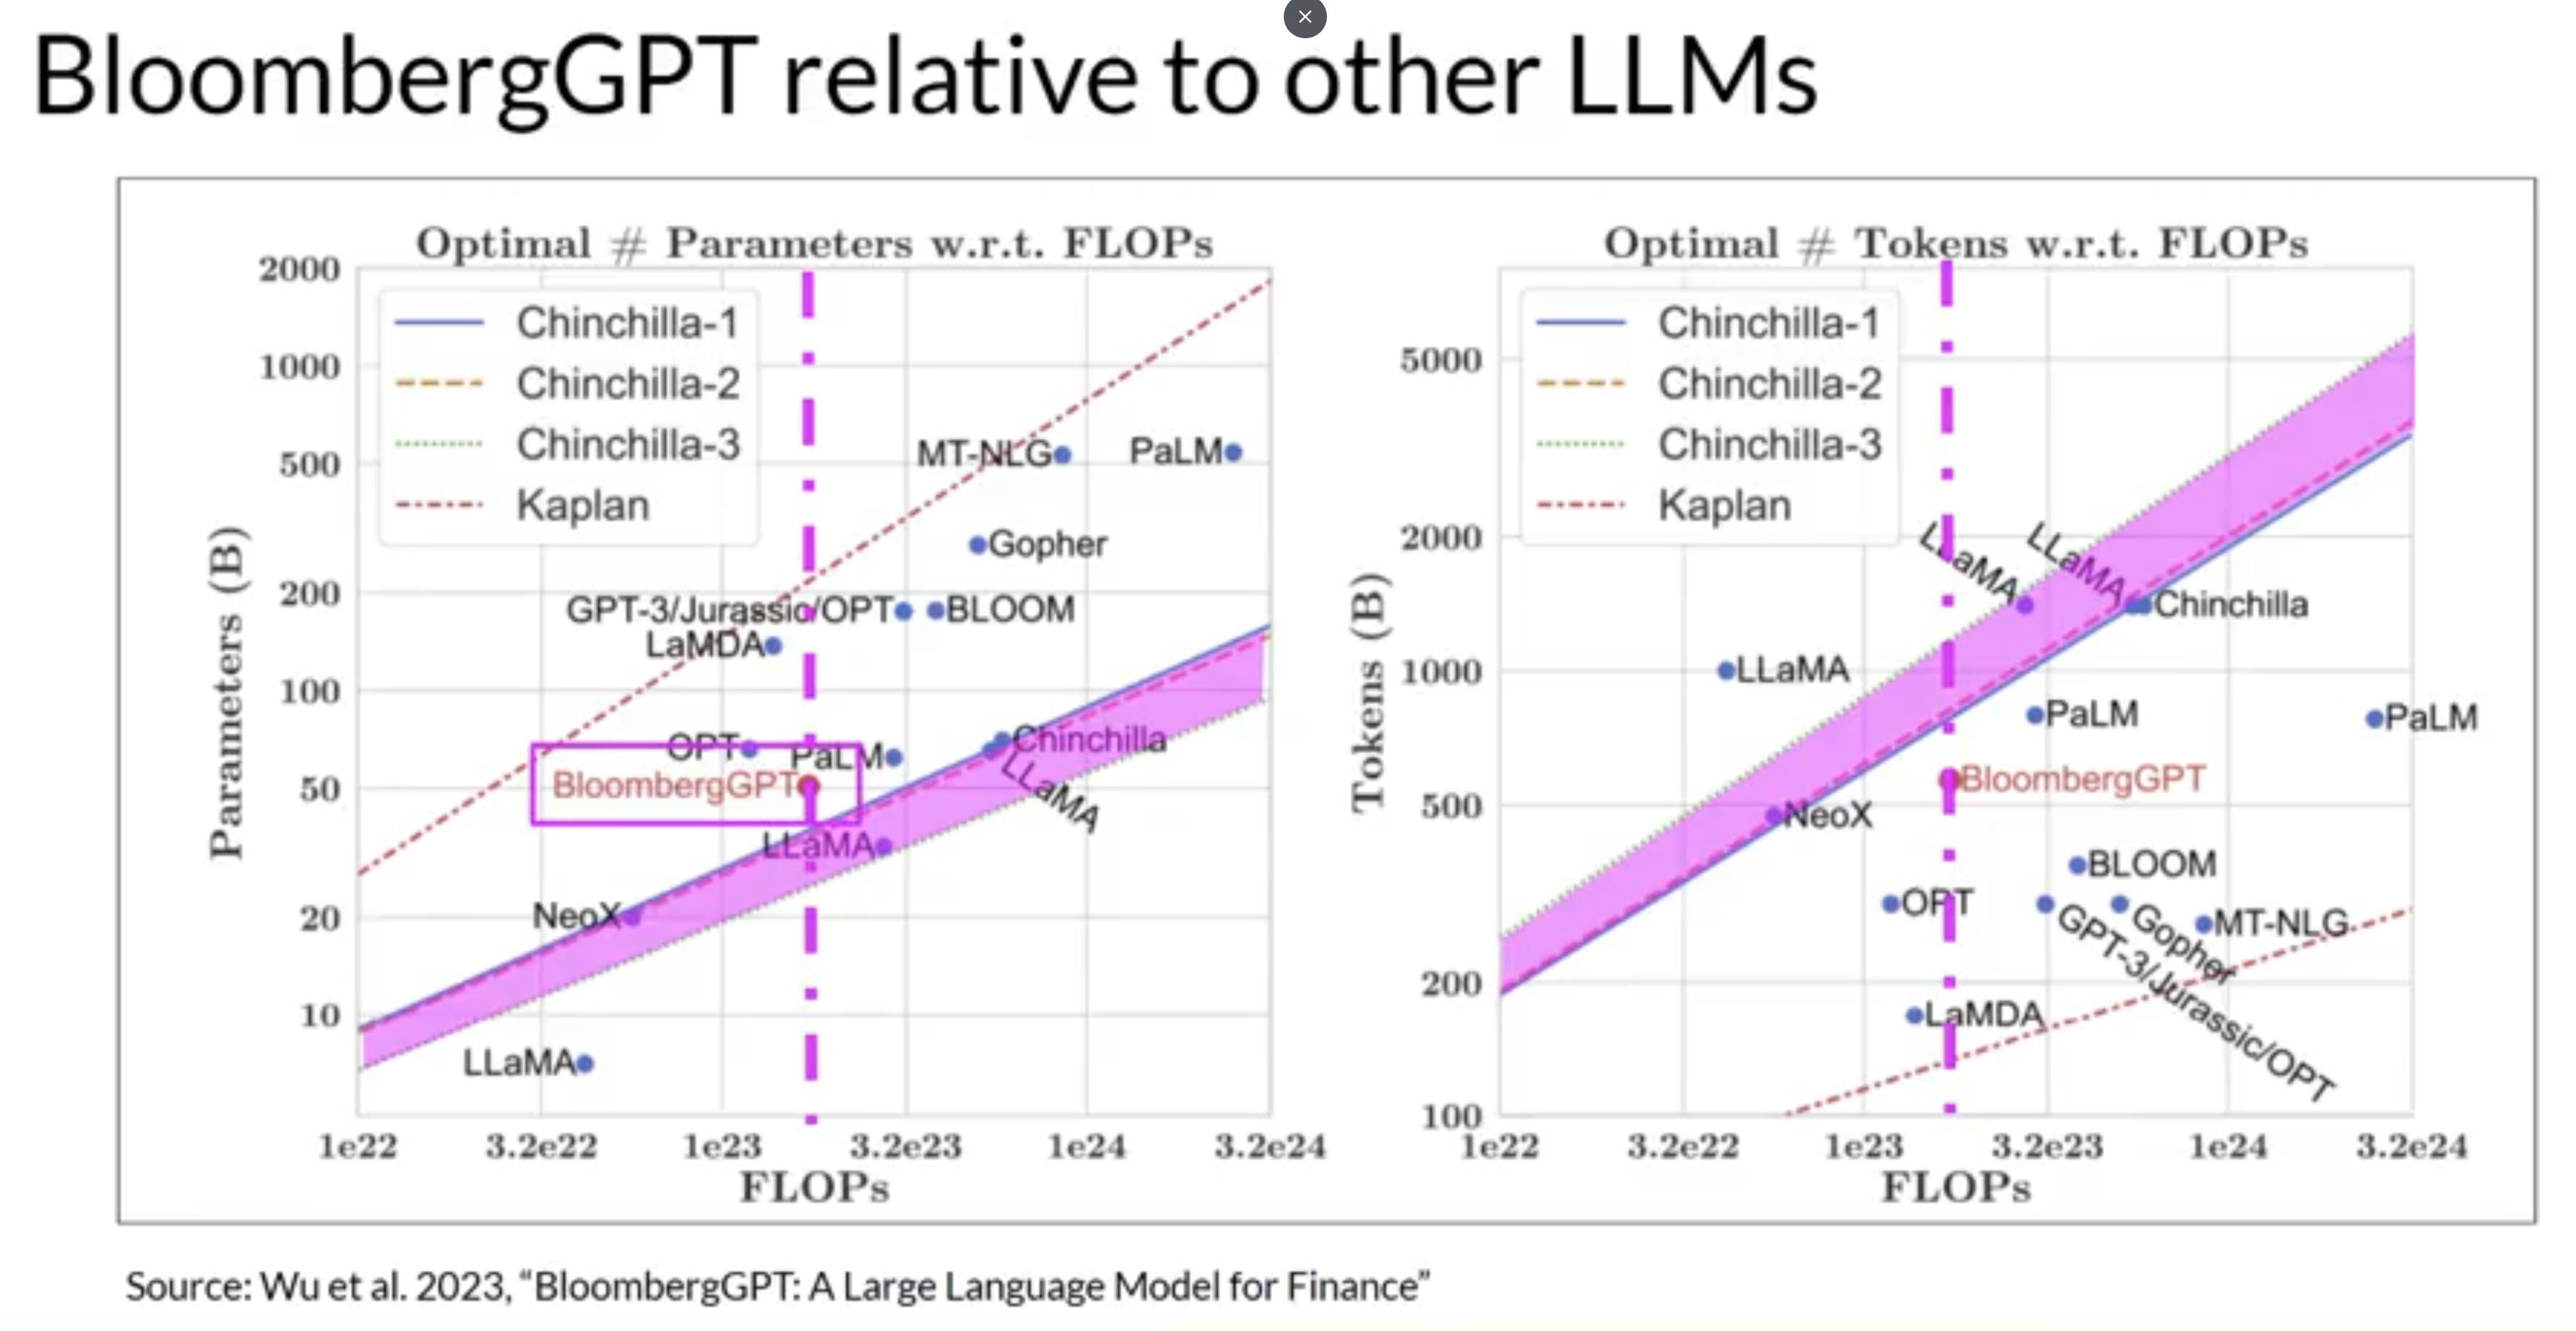 BloombergGPT relative to other LLMs
Optimal # Parameters w.r.t. FLOPs
2000
1000
500
200
100
50
20
10
Parameters (B)
Chinchilla-1
Chinchilla-2
Chinchilla-3
Kaplan
MT-NLG
PaLM
Gopher
GPT-3/Jurassic/OPT
BLOOM
LaMDA
OPT
PaLM
Chinchilla
BloombergGPT
LLaMA
LLaMA
NeoX
LLaMA
1e22
3.2e22
1e23
3.2e23
1e24
3.2e24
FLOPs
Optimal # Tokens w.r.t. FLOPs
5000
2000
1000
500
200
100
Tokens (B)
Chinchilla-1
Chinchilla-2
Chinchilla-3
Kaplan
LLaMA
LLaMA
Chinchilla
LLaMA
PaLM
PaLM
BloombergGPT
NeoX
BLOOM
OPT
GPT-3/Jurassic/OPT
Gopher
MT-NLG
LaMDA
1e22
3.2e22
1e23
3.2e23
1e24
3.2e24
FLOPs
Source: Wu et al. 2023, “BloombergGPT: A Large Language Model for Finance”